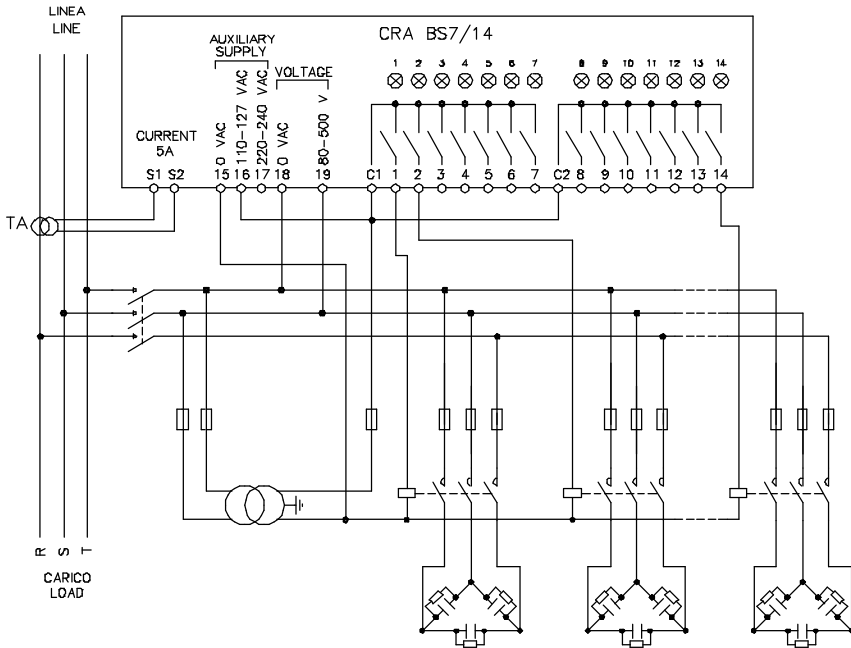 LINEA
LINE
CRA BS7/14
AUXILIARY
SUPPLY
VOLTAGE
1 2 3 4 5 6 7
8 9 10 11 12 13 14
CURRENT
5A
0 VAC
110-127 VAC
220-240 VAC
0 VAC
80-500 V
S1 S2 15 16 17 18 19 C1 1 2 3 4 5 6 7 C2 8 9 10 11 12 13 14
TA
R
S
T
CARICO
LOAD